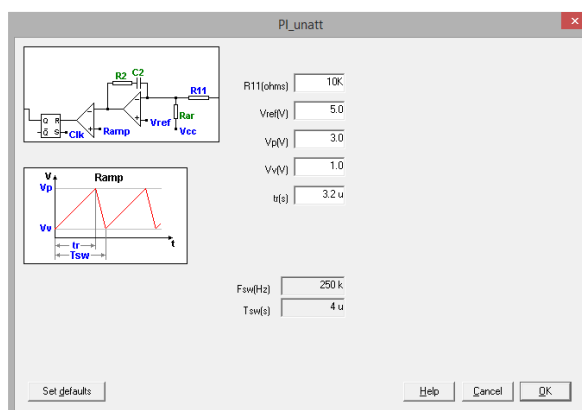 PI_unatt
R2 C2
R11
Rar
Vref
Vcc
Q R
Q S
Clk
Ramp
R11(ohms) 10K
Vref(V) 5.0
Vp(V) 3.0
Vv(V) 1.0
tr(s) 3.2 u
V
Ramp
Vp
Vv
t
tr
Tsw
Fsw(Hz) 250 k
Tsw(s) 4 u
Set defaults
Help
Cancel
OK